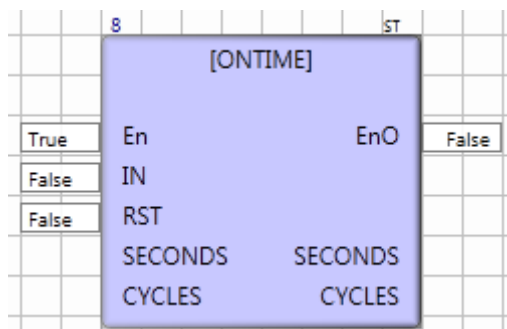 8 ST
[ONTIME]
True En EnO False
False IN
False RST
SECONDS SECONDS
CYCLES CYCLES